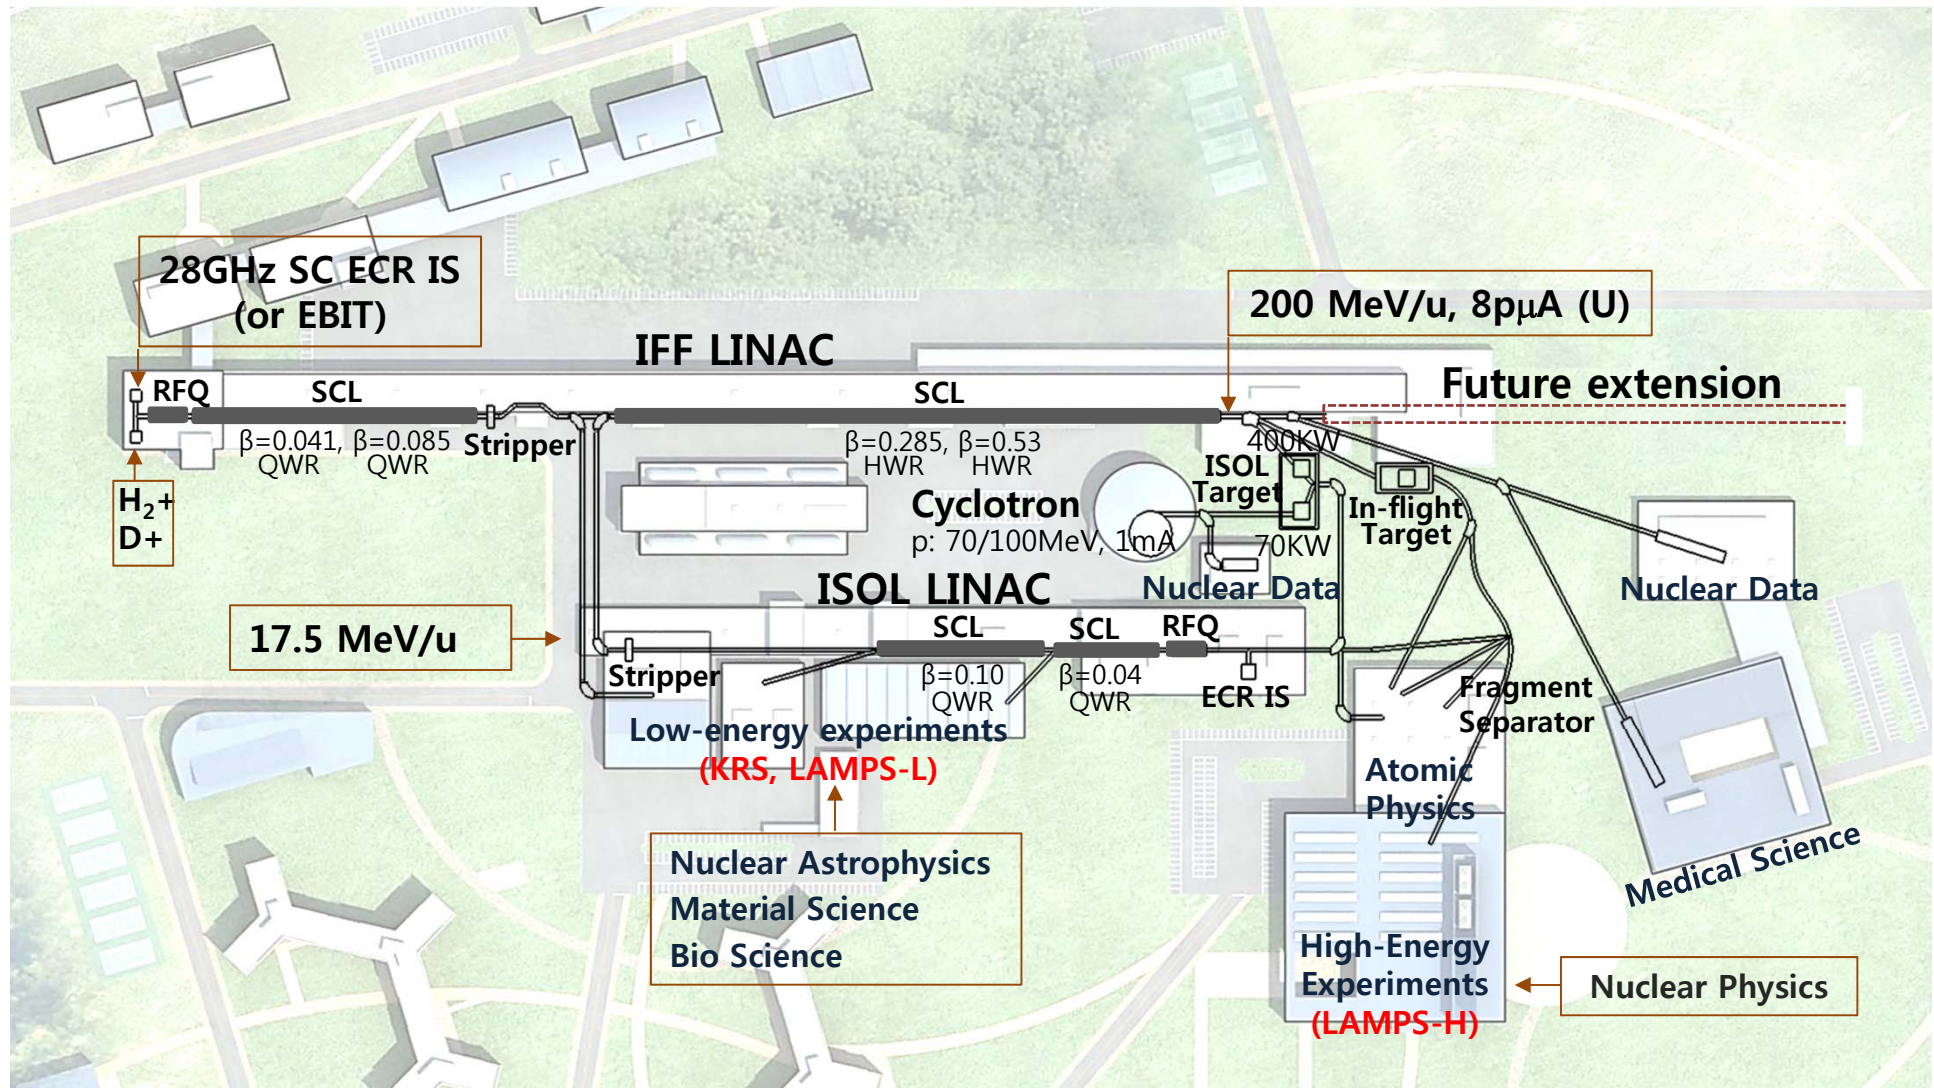 28GHz SC ECR IS
(or EBIT)
200 MeV/u, 8pμA (U)
IFF LINAC
Future extension
RFQ
SCL
SCL
β=0.041, β=0.085
QWR QWR
Stripper
β=0.285, β=0.53
HWR HWR
400KW
ISOL
Target
In-flight
Target
H₂+
D+
Cyclotron
p: 70/100MeV, 1mA
70KW
Nuclear Data
Nuclear Data
ISOL LINAC
17.5 MeV/u
SCL
SCL
RFQ
Stripper
β=0.10
QWR
β=0.04
QWR
ECR IS
Fragment
Separator
Low-energy experiments
(KRS, LAMPS-L)
Atomic
Physics
Nuclear Astrophysics
Material Science
Bio Science
Medical Science
High-Energy
Experiments
(LAMPS-H)
Nuclear Physics